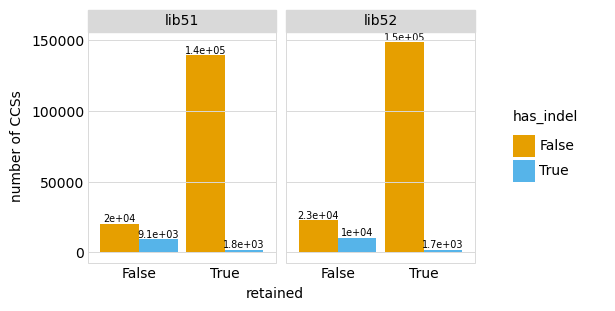 lib51
lib52
number of CCSs
150000
100000
50000
0
2e+04
9.1e+03
1.4e+05
1.8e+03
2.3e+04
1e+04
1.5e+05
1.7e+03
False
True
False
True
retained
has_indel
False
True